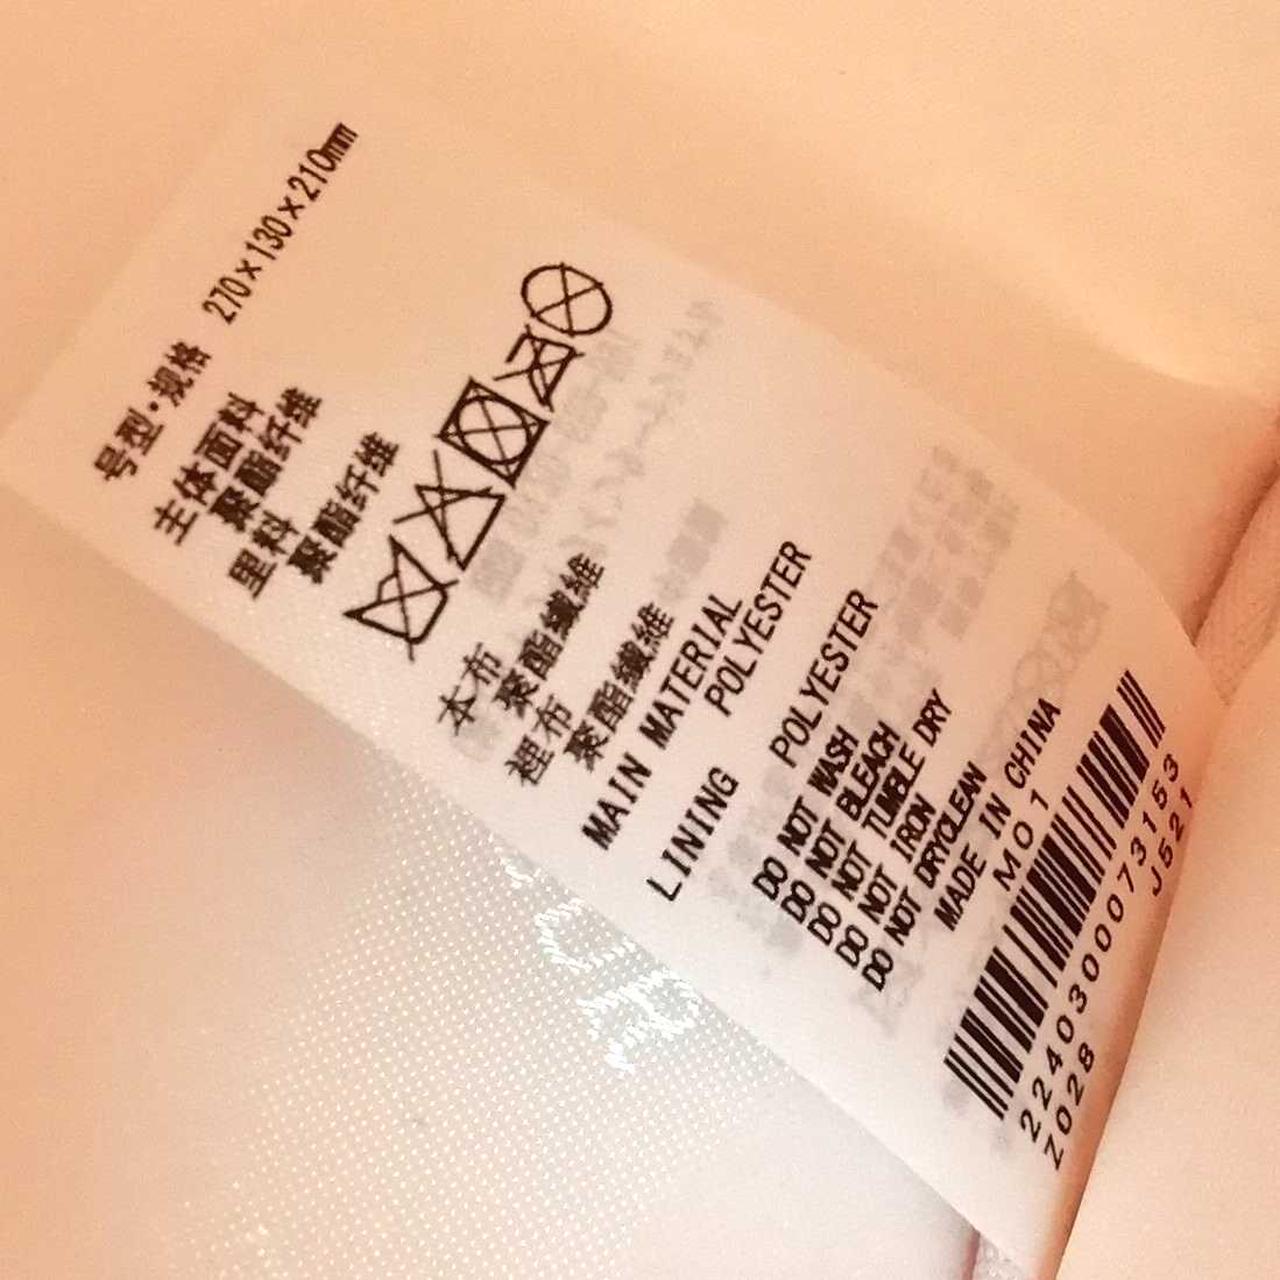 号型·规格 270×130×210mm
主体面料
聚酯纤维
里料
聚酯纤维
本布
聚酯纖維
裡布
聚酯纖維
MAIN MATERIAL
POLYESTER
LINING
POLYESTER
DO NOT WASH
DO NOT BLEACH
DO NOT TUMBLE DRY
DO NOT IRON
DO NOT DRYCLEAN
MADE IN CHINA
M01
2240300073153
Z028 J521